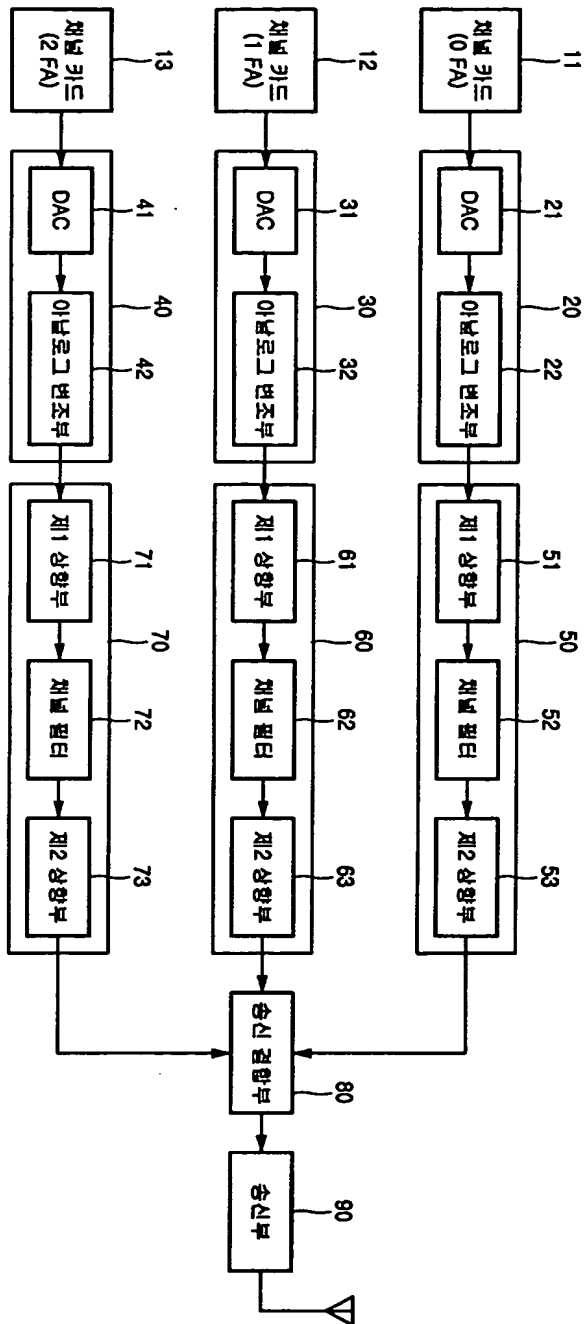 11
채널 카드
(0 FA)
20
21
DAC
22
아날로그 변조부
50
51
제1 상향부
52
채널 필터
53
제2 상향부
12
채널 카드
(1 FA)
30
31
DAC
32
아날로그 변조부
60
61
제1 상향부
62
채널 필터
63
제2 상향부
80
송신 결합부
90
송신부
13
채널 카드
(2 FA)
40
41
DAC
42
아날로그 변조부
70
71
제1 상향부
72
채널 필터
73
제2 상향부